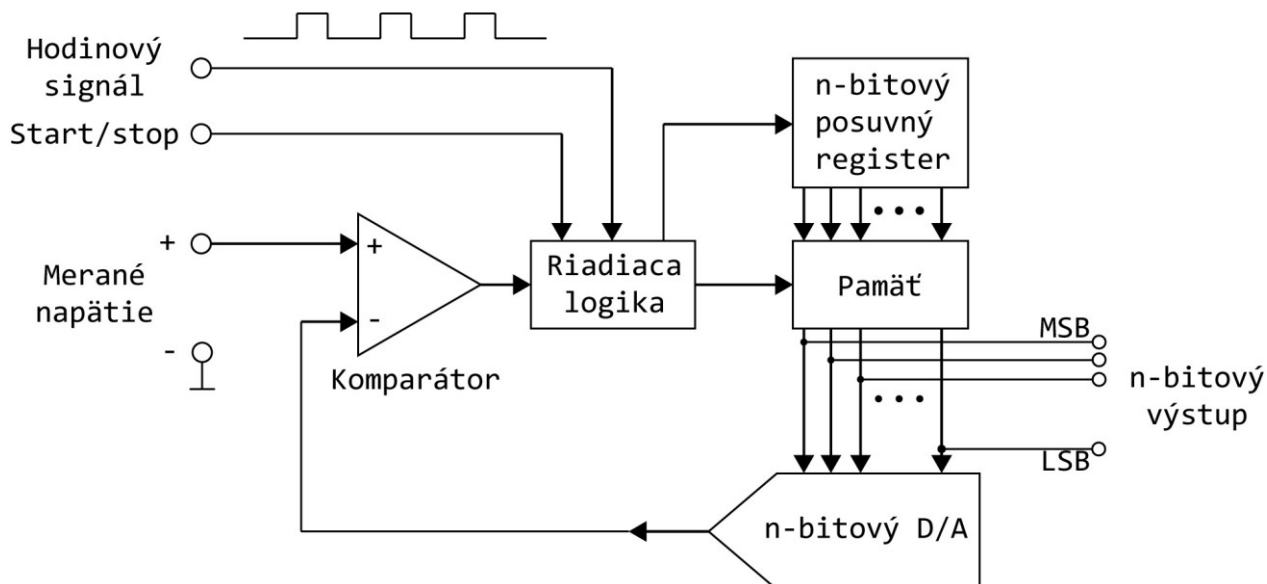 Hodinový
signál
Start/stop
+
Merané
napätie
-
+
-
Komparátor
Riadiaca
logika
n-bitový
posuvný
register
Pamäť
MSB
n-bitový
výstup
LSB
n-bitový D/A